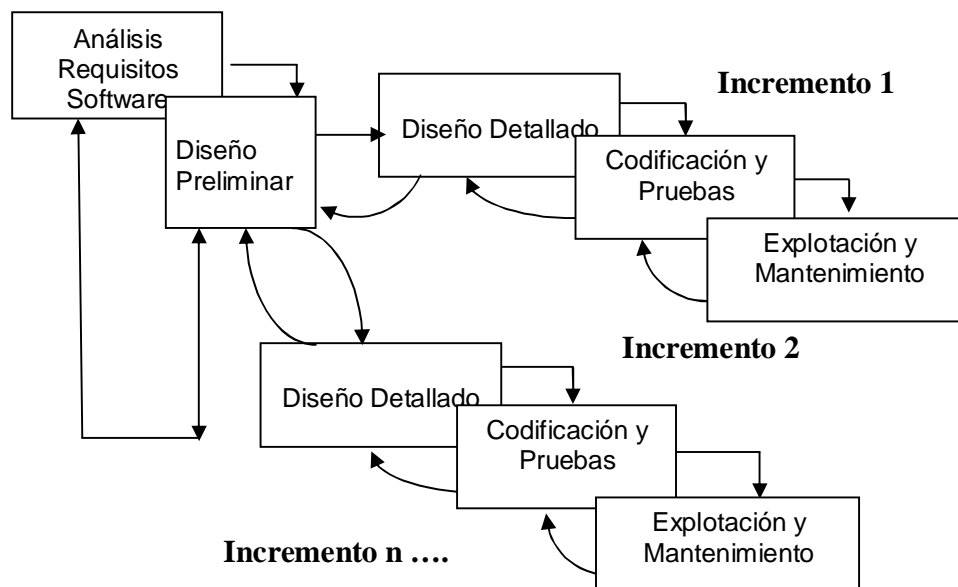 Análisis
Requisitos
Software
Diseño
Preliminar
Diseño Detallado
Incremento 1
Codificación y
Pruebas
Explotación y
Mantenimiento
Incremento 2
Diseño Detallado
Codificación y
Pruebas
Explotación y
Mantenimiento
Incremento n ....